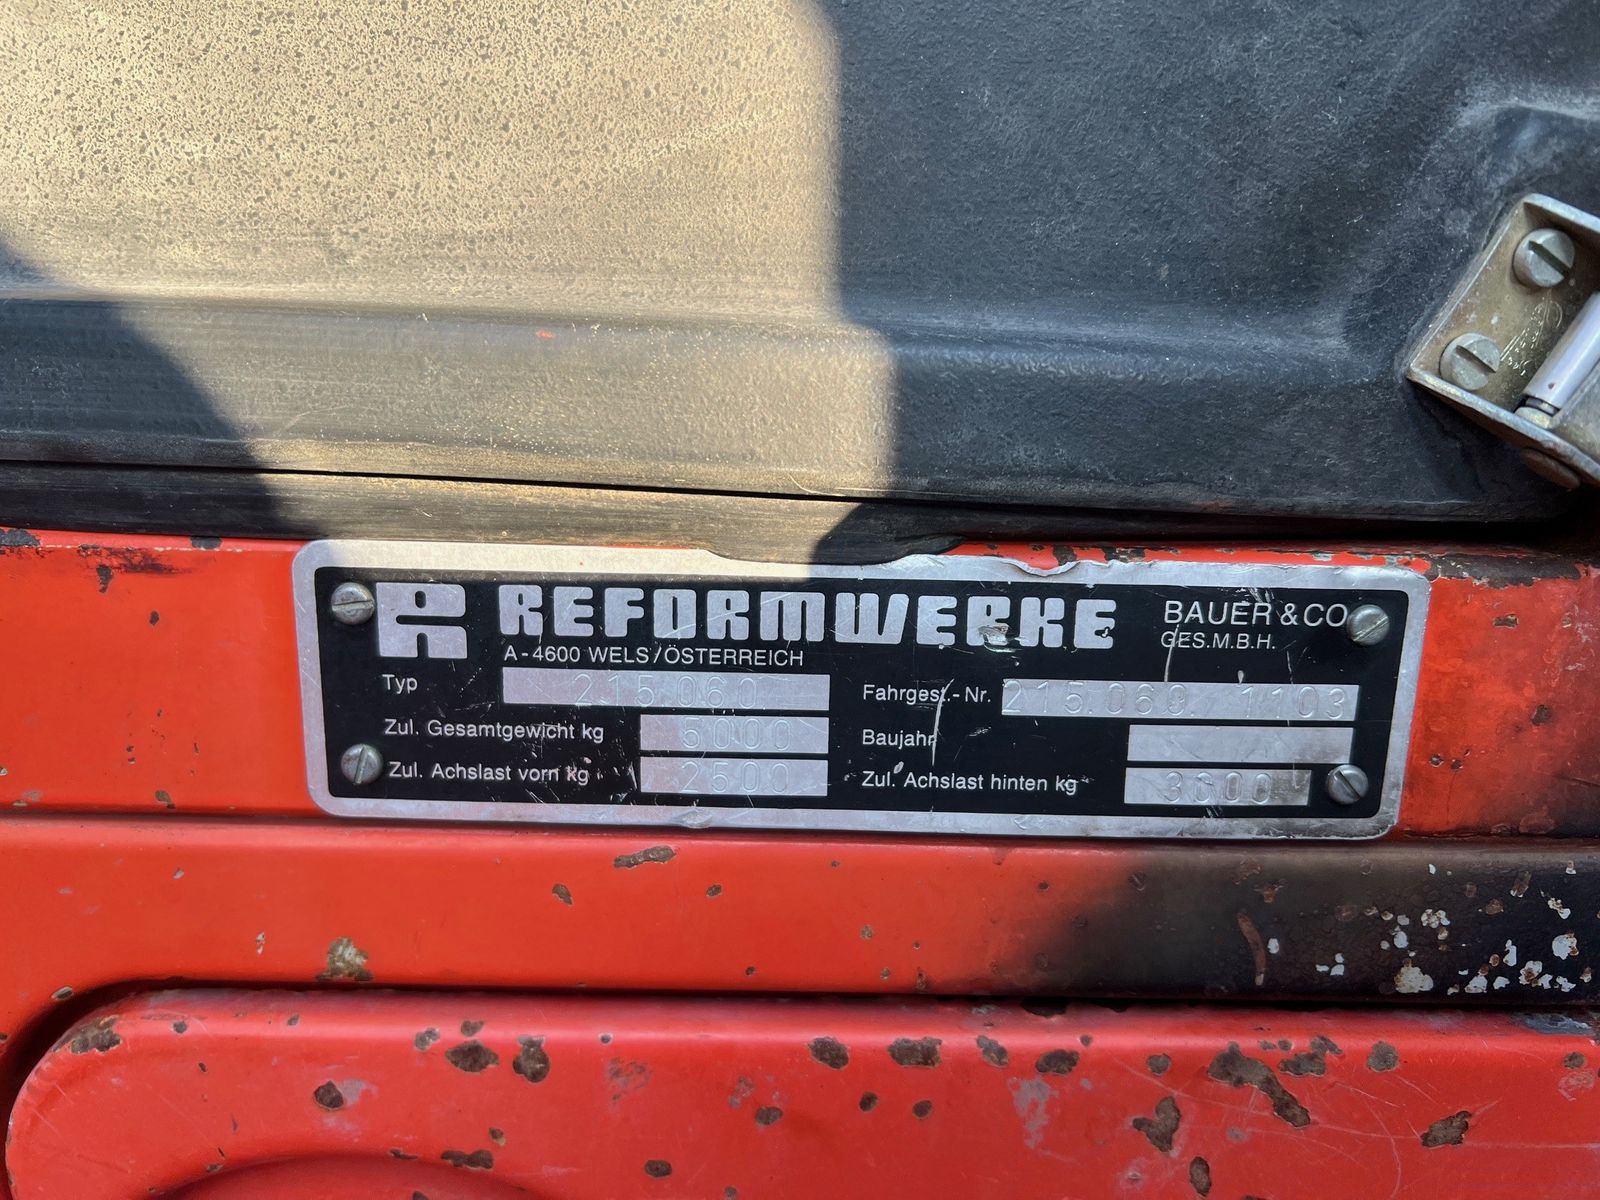 REFORMWERKE BAUER & CO
A-4600 WELS/ÖSTERREICH GES.M.B.H.
Typ 215.060. Fahrgest.-Nr. 215.060. 1103
Zul. Gesamtgewicht kg 5000 Baujahr
Zul. Achslast vorn kg 2500 Zul. Achslast hinten kg 3000